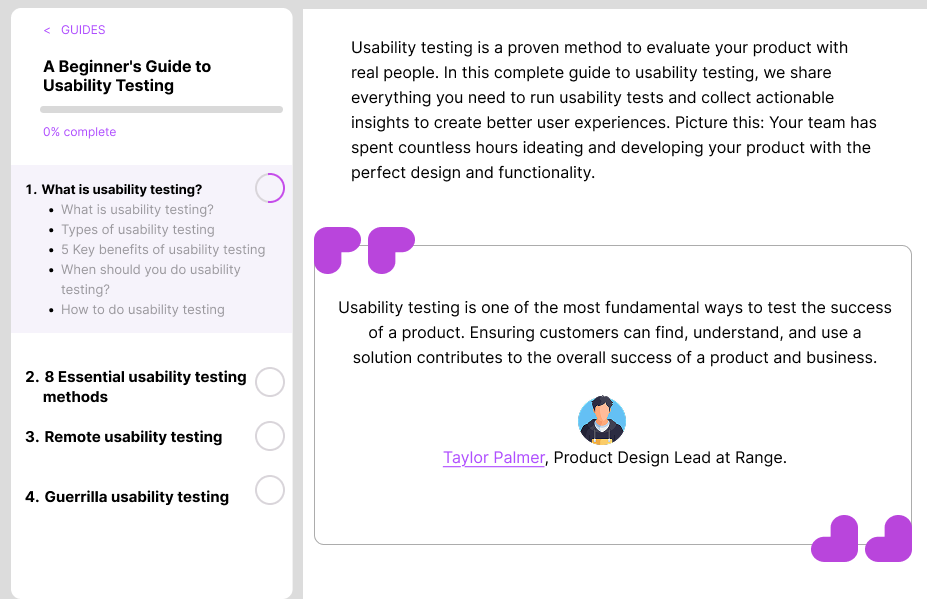 < GUIDES
A Beginner's Guide to
Usability Testing
0% complete
1. What is usability testing?
• What is usability testing?
• Types of usability testing
• 5 Key benefits of usability testing
• When should you do usability
testing?
• How to do usability testing
2. 8 Essential usability testing
methods
3. Remote usability testing
4. Guerrilla usability testing
Usability testing is a proven method to evaluate your product with
real people. In this complete guide to usability testing, we share
everything you need to run usability tests and collect actionable
insights to create better user experiences. Picture this: Your team has
spent countless hours ideating and developing your product with the
perfect design and functionality.
Usability testing is one of the most fundamental ways to test the success
of a product. Ensuring customers can find, understand, and use a
solution contributes to the overall success of a product and business.
Taylor Palmer, Product Design Lead at Range.